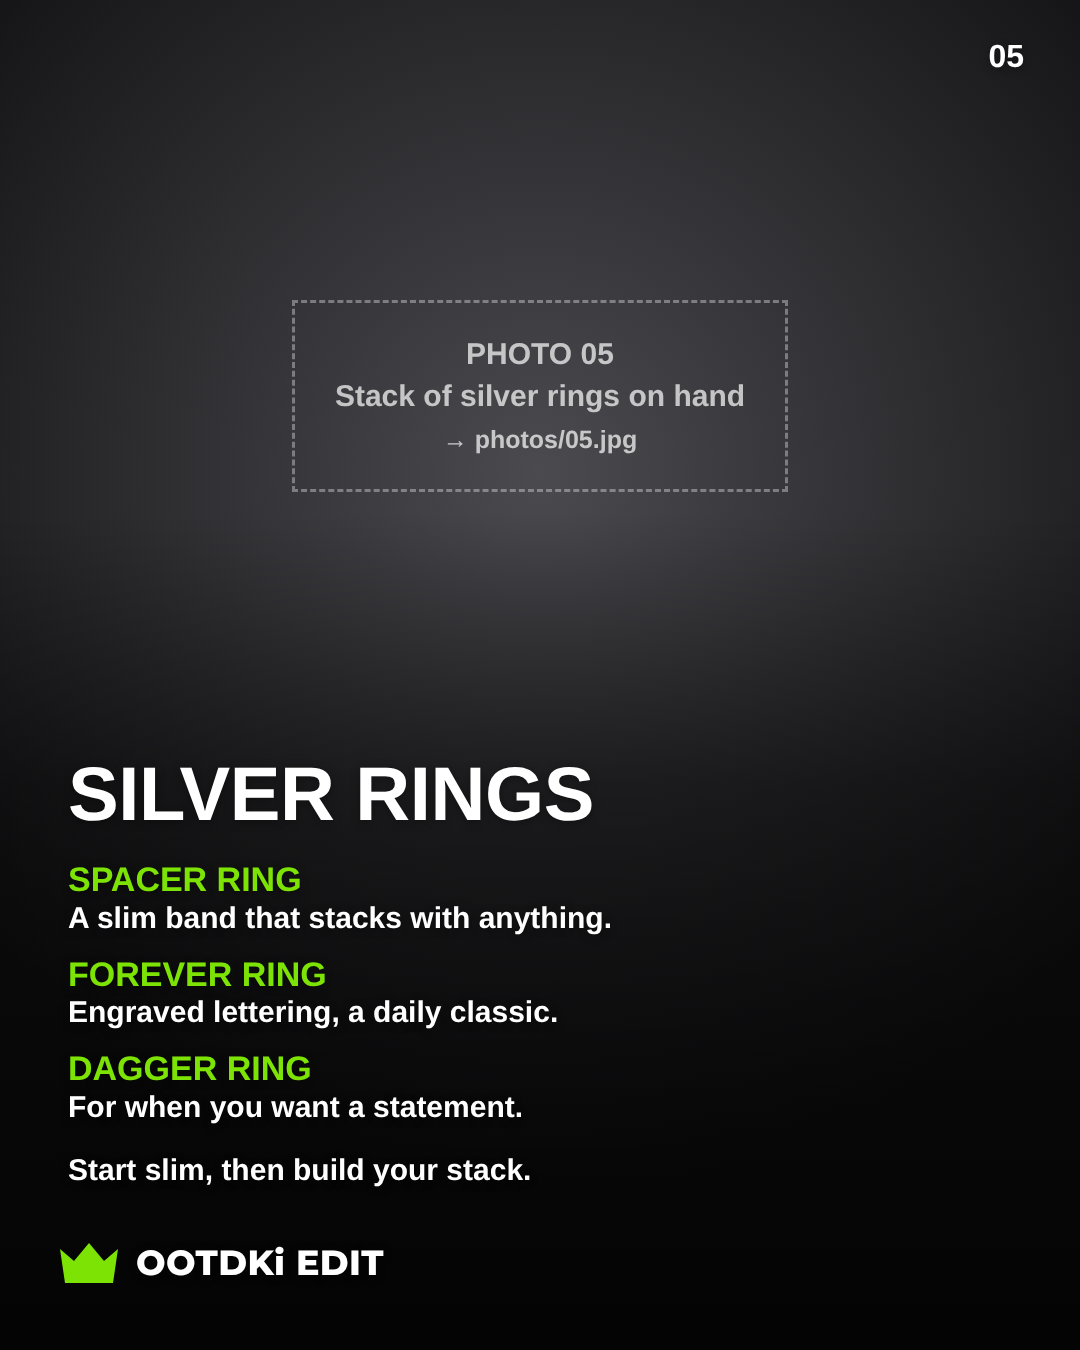 05
PHOTO 05
Stack of silver rings on hand
→ photos/05.jpg
SILVER RINGS
SPACER RING
A slim band that stacks with anything.
FOREVER RING
Engraved lettering, a daily classic.
DAGGER RING
For when you want a statement.
Start slim, then build your stack.
OOTDKi EDIT